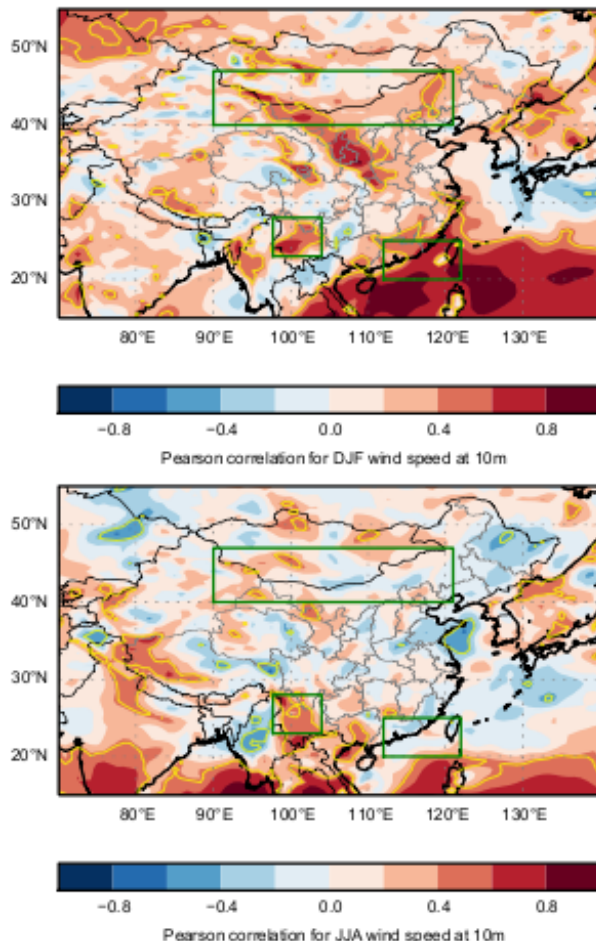 50°N
40°N
30°N
20°N
80°E 90°E 100°E 110°E 120°E 130°E
−0.8 −0.4 0.0 0.4 0.8
Pearson correlation for DJF wind speed at 10m
50°N
40°N
30°N
20°N
80°E 90°E 100°E 110°E 120°E 130°E
−0.8 −0.4 0.0 0.4 0.8
Pearson correlation for JJA wind speed at 10m